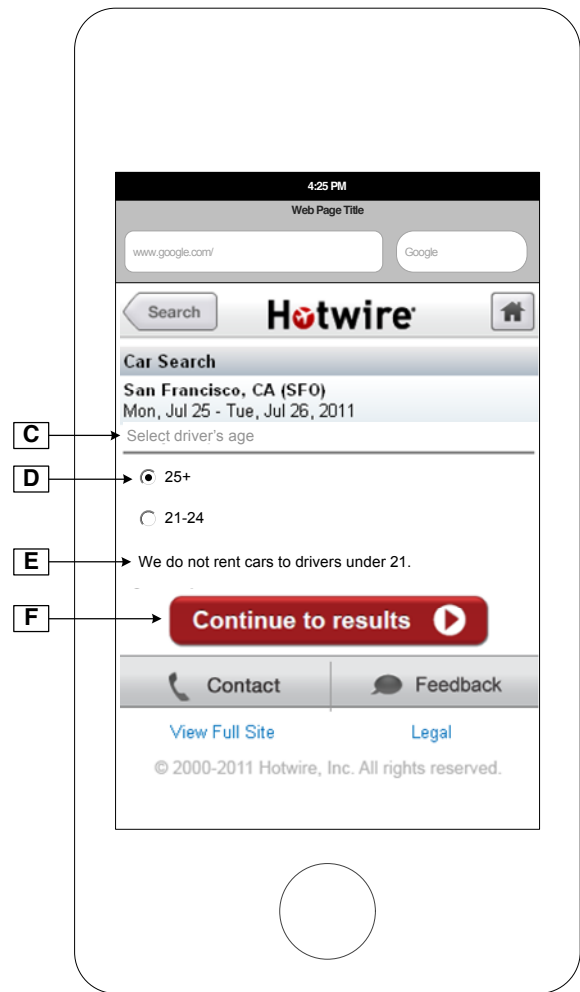 4:25 PM
Web Page Title
www.google.com/ Google
Search Hotwire
Car Search
San Francisco, CA (SFO)
Mon, Jul 25 - Tue, Jul 26, 2011
C Select driver's age
D 25+
21-24
E We do not rent cars to drivers under 21.
F Continue to results
Contact Feedback
View Full Site Legal
© 2000-2011 Hotwire, Inc. All rights reserved.